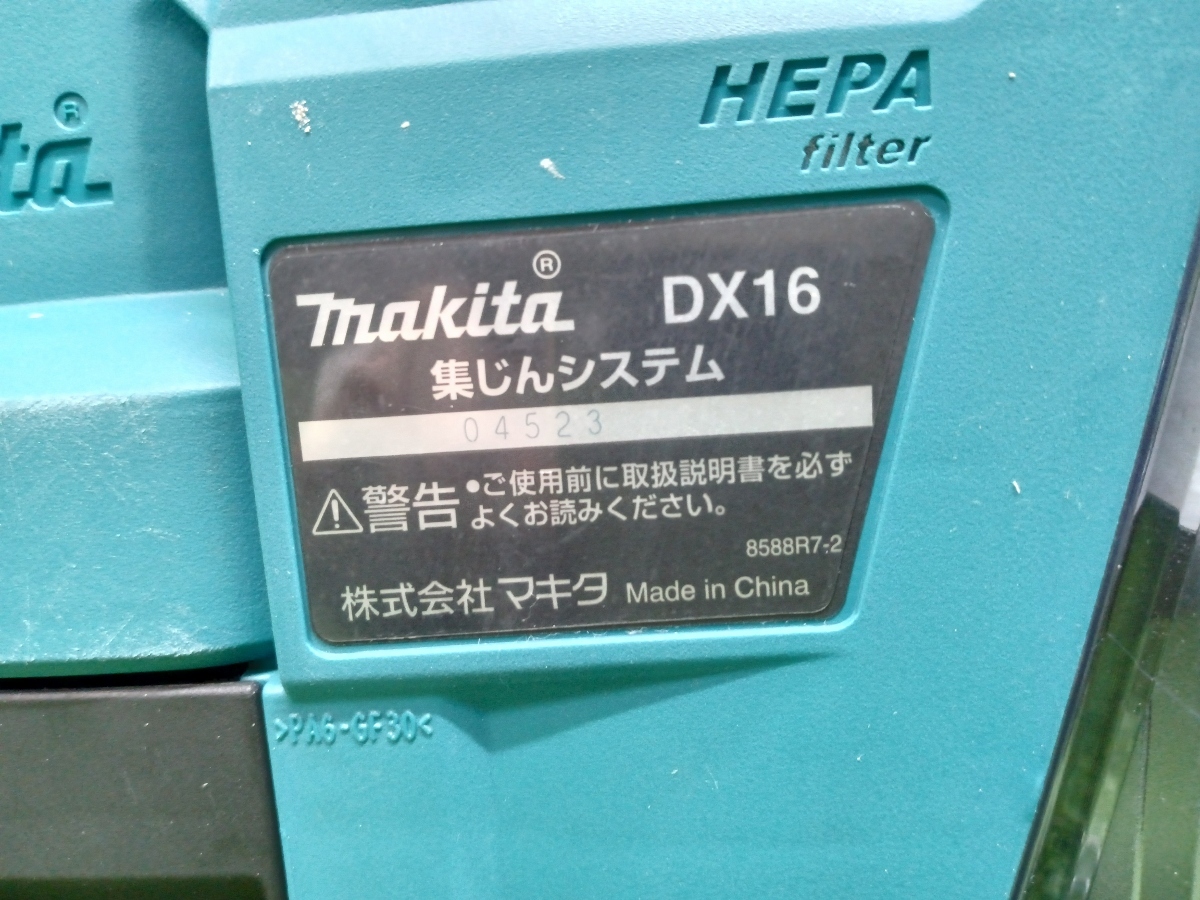 HEPA
filter
ta®
makita® DX16
集じんシステム
04523
警告 •ご使用前に取扱説明書を必ず
よくお読みください。
8588R7-2
株式会社マキタ Made in China
>PA6-GF30<